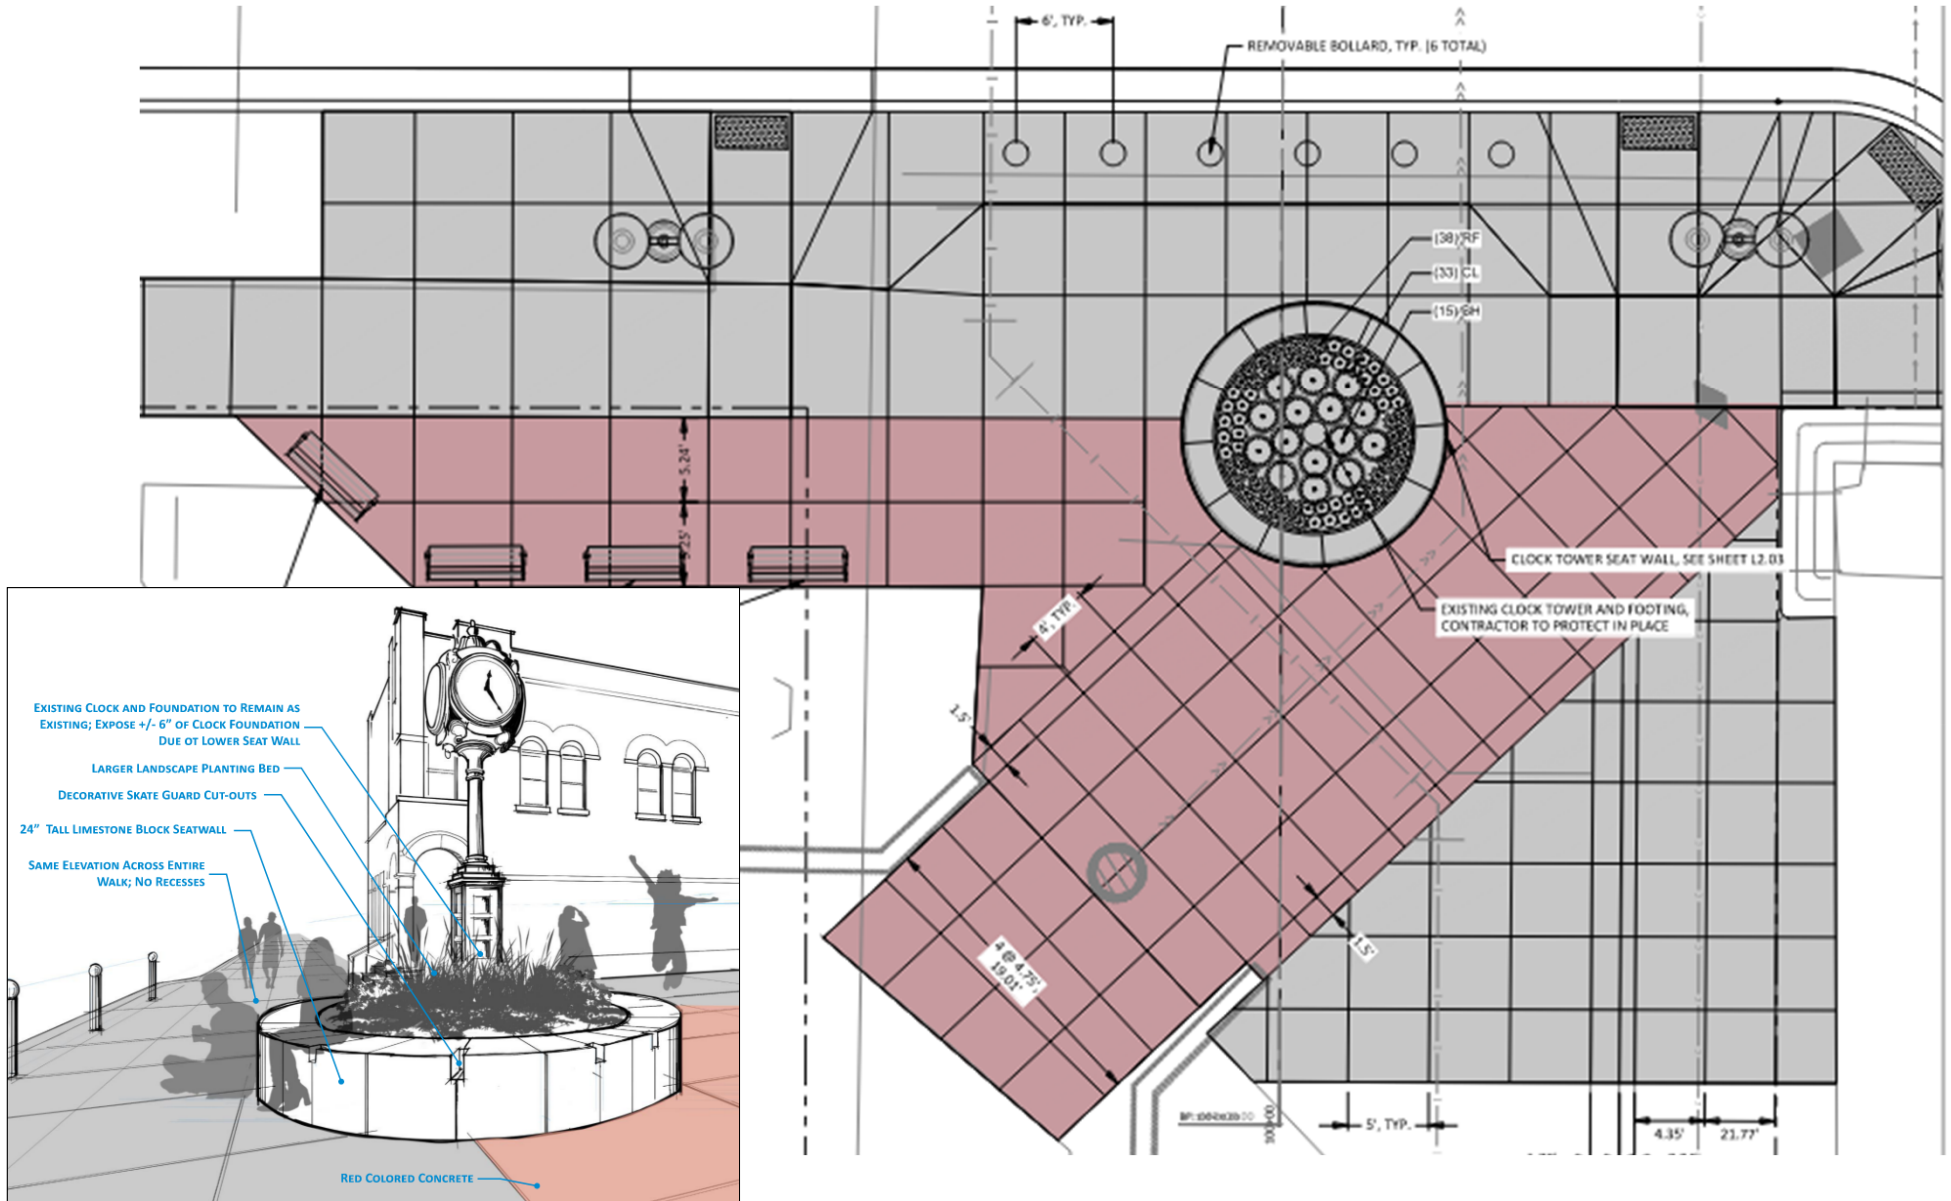 6', TYP.
REMOVABLE BOLLARD, TYP. (6 TOTAL)
(38) RF
(33) CL
(15) BH
5.24'
5.25'
CLOCK TOWER SEAT WALL, SEE SHEET L2.03
EXISTING CLOCK TOWER AND FOOTING,
CONTRACTOR TO PROTECT IN PLACE
4', TYP.
1.5'
4 @ 4.75',
19.01'
1.5'
5', TYP.
4.35'
21.77'
100+00
EXISTING CLOCK AND FOUNDATION TO REMAIN AS
EXISTING; EXPOSE +/- 6" OF CLOCK FOUNDATION
DUE OT LOWER SEAT WALL
LARGER LANDSCAPE PLANTING BED
DECORATIVE SKATE GUARD CUT-OUTS
24" TALL LIMESTONE BLOCK SEATWALL
SAME ELEVATION ACROSS ENTIRE
WALK; NO RECESSES
RED COLORED CONCRETE